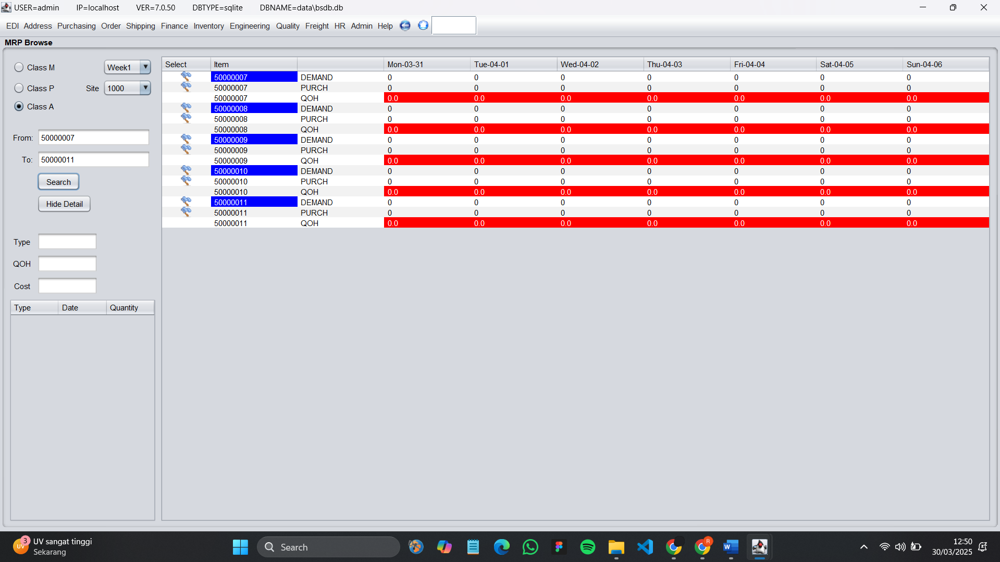 USER=admin IP=localhost VER=7.0.50 DBTYPE=sqlite DBNAME=data\bsdb.db
EDI Address Purchasing Order Shipping Finance Inventory Engineering Quality Freight HR Admin Help
MRP Browse
Class M Week1
Class P Site 1000
Class A
From: 50000007
To: 50000011
Search
Hide Detail
Type
QOH
Cost
Type Date Quantity
Select Item Mon-03-31 Tue-04-01 Wed-04-02 Thu-04-03 Fri-04-04 Sat-04-05 Sun-04-06
50000007 DEMAND 0 0 0 0 0 0 0
50000007 PURCH 0 0 0 0 0 0 0
50000007 QOH 0.0 0.0 0.0 0.0 0.0 0.0 0.0
50000008 DEMAND 0 0 0 0 0 0 0
50000008 PURCH 0 0 0 0 0 0 0
50000008 QOH 0.0 0.0 0.0 0.0 0.0 0.0 0.0
50000009 DEMAND 0 0 0 0 0 0 0
50000009 PURCH 0 0 0 0 0 0 0
50000009 QOH 0.0 0.0 0.0 0.0 0.0 0.0 0.0
50000010 DEMAND 0 0 0 0 0 0 0
50000010 PURCH 0 0 0 0 0 0 0
50000010 QOH 0.0 0.0 0.0 0.0 0.0 0.0 0.0
50000011 DEMAND 0 0 0 0 0 0 0
50000011 PURCH 0 0 0 0 0 0 0
50000011 QOH 0.0 0.0 0.0 0.0 0.0 0.0 0.0
UV 3 UV sangat tinggi
Sekarang
Search
R
12:50
30/03/2025